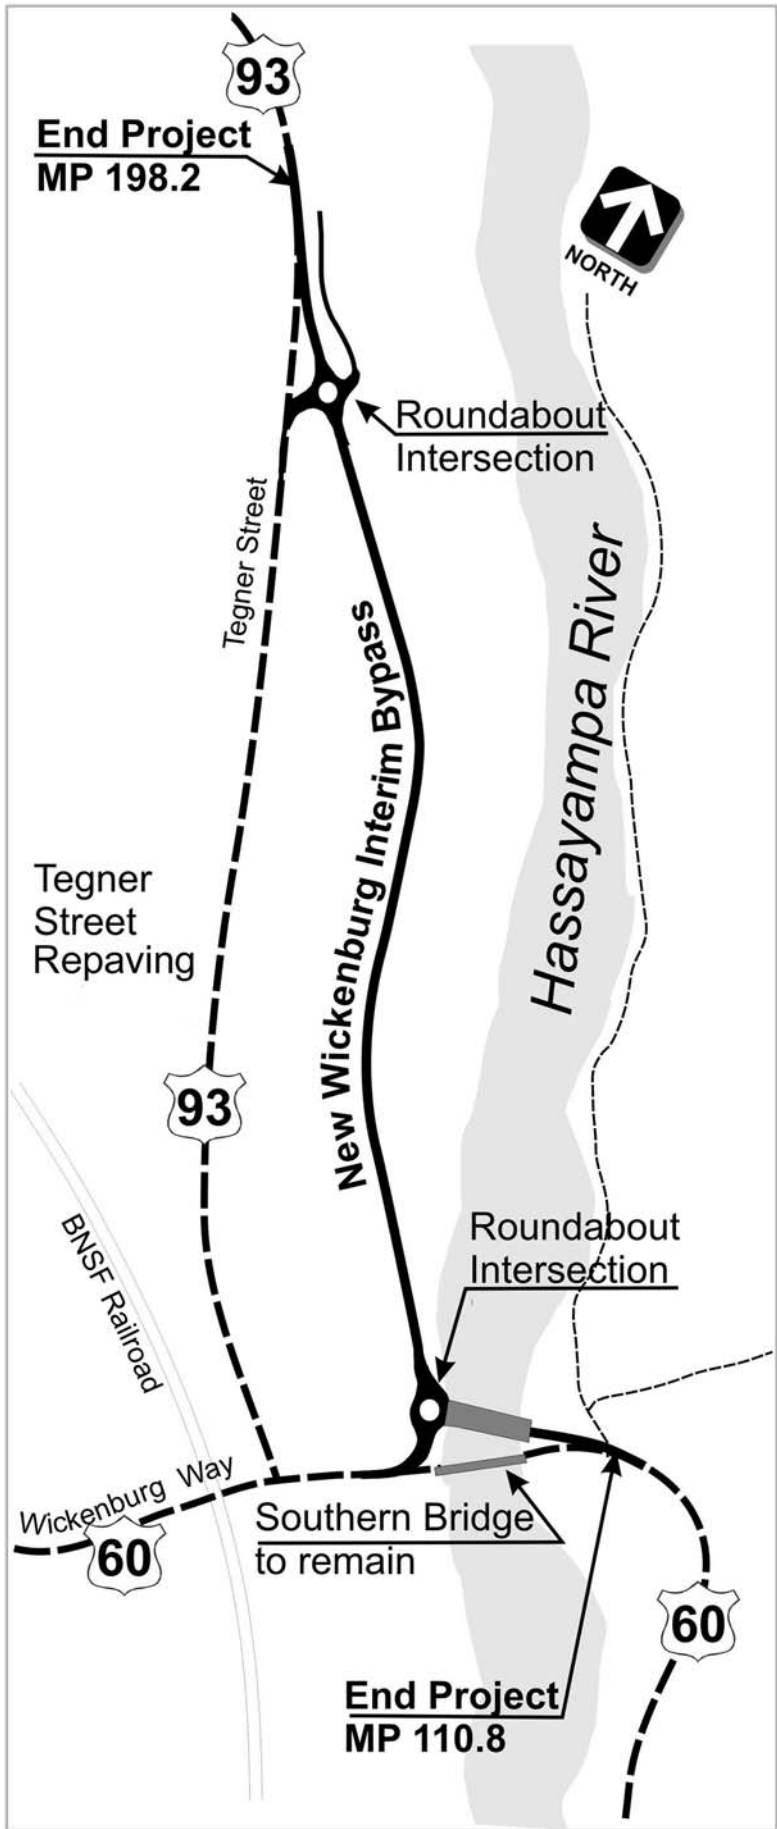 93
End Project
MP 198.2
NORTH
Roundabout
Intersection
Tegner Street
Hassayampa River
New Wickenburg Interim Bypass
Tegner
Street
Repaving
93
BNSF Railroad
Roundabout
Intersection
Wickenburg Way
60
Southern Bridge
to remain
60
End Project
MP 110.8